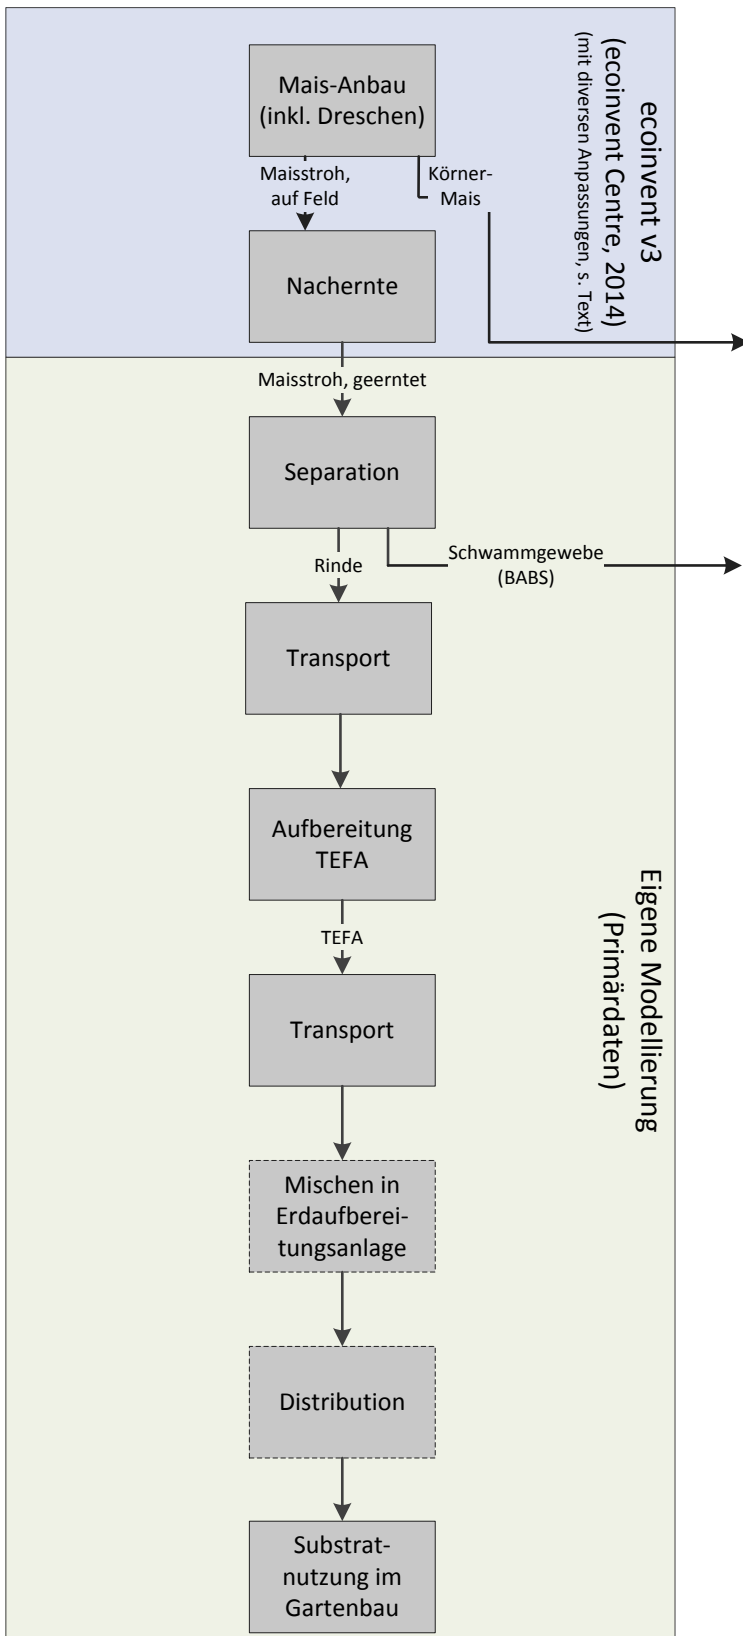 Mais-Anbau
(inkl. Dreschen)
ecoinvent v3
(ecoinvent Centre, 2014)
(mit diversen Anpassungen, s. Text)
Maisstroh,
auf Feld
Körner-
Mais
Nachernte
Maisstroh, geerntet
Separation
Rinde
Schwammgewebe
(BABS)
Transport
Aufbereitung
TEFA
TEFA
Eigene Modellierung
(Primärdaten)
Transport
Mischen in
Erdaufberei-
tungsanlage
Distribution
Substrat-
nutzung im
Gartenbau